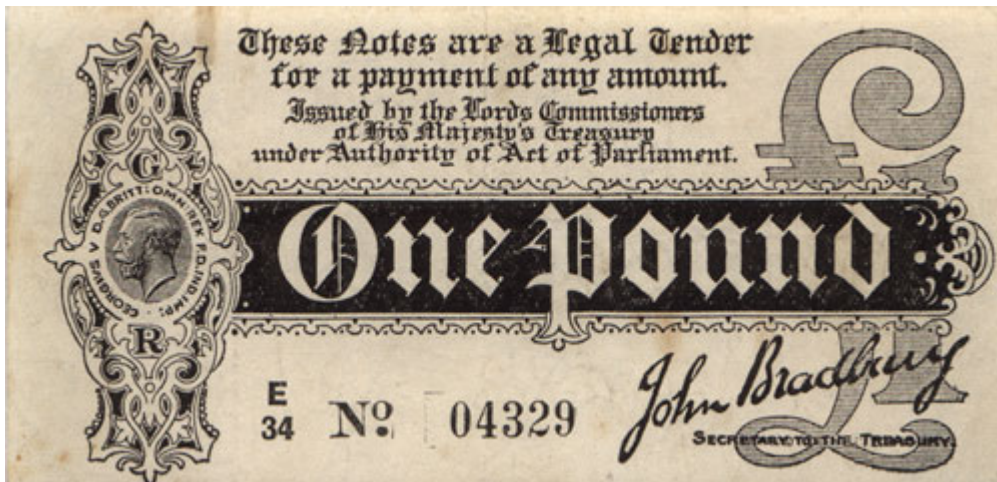 These Notes are a Legal Tender
for a payment of any amount.
Issued by the Lords Commissioners
of His Majesty's Treasury
under Authority of Act of Parliament.
£1
G
GEORGIVS V D.G. BRITT: OMN: REX F.D. IND: IMP:
R
One Pound
E
34 No 04329
John Bradbury
SECRETARY TO THE TREASURY.